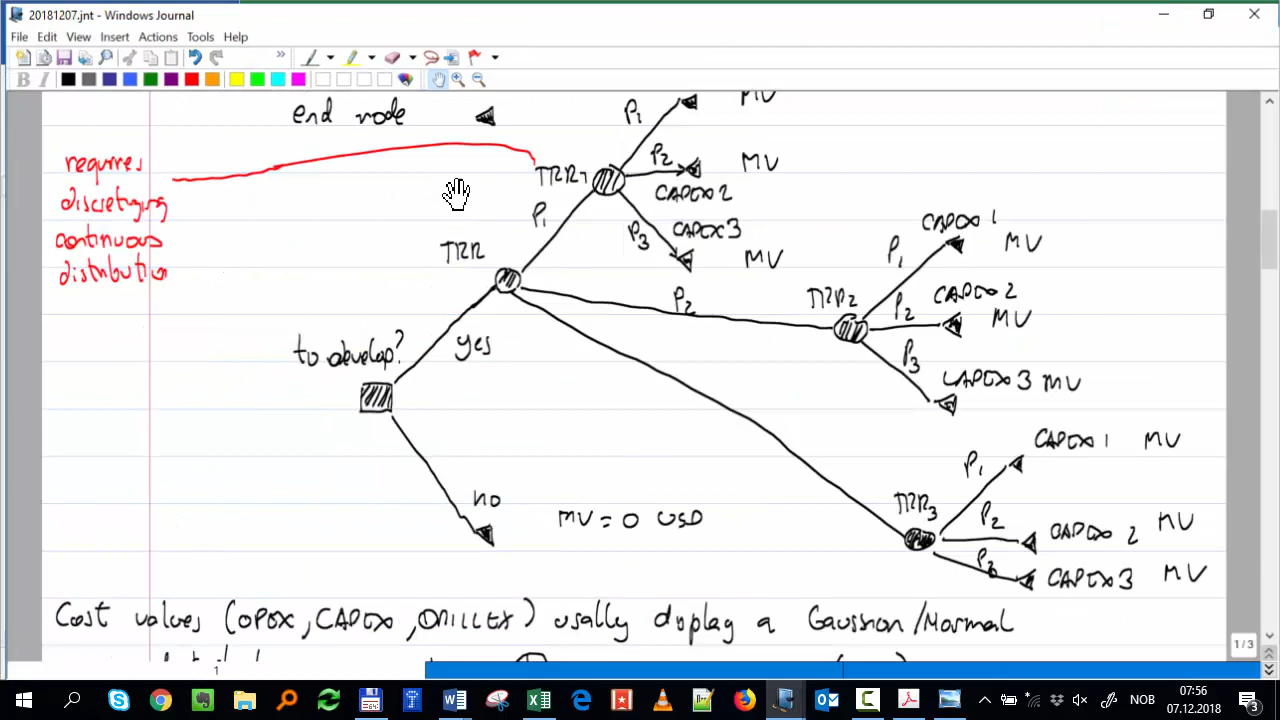 20181207.jnt - Windows Journal
File Edit View Insert Actions Tools Help
B I
end node
requires
discretizing
continuous
distribution
P1 MV
TRR1 P2 MV
CAPEX 2
P1 P3 CAPEX 3
MV
TRR
P2
TRR2 P1 CAPEX 1 MV
P2 CAPEX 2
MV
P3
CAPEX 3 MV
to develop?
yes
no
MV = 0 USD
TRR3 P1 CAPEX 1 MV
P2 CAPEX 2 MV
P3 CAPEX 3 MV
Cost values (OPEX, CAPEX, DRILLEX) usally display a Gaussian/Normal
1 / 3
NOB
07:56
07.12.2018
3